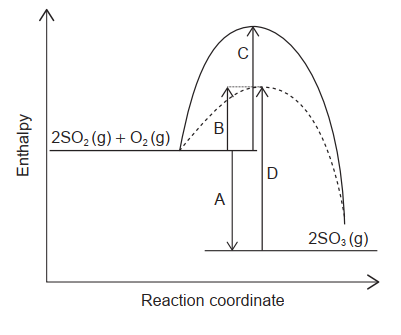 Enthalpy
C
B
2SO₂ (g) + O₂ (g)
D
A
2SO₃ (g)
Reaction coordinate